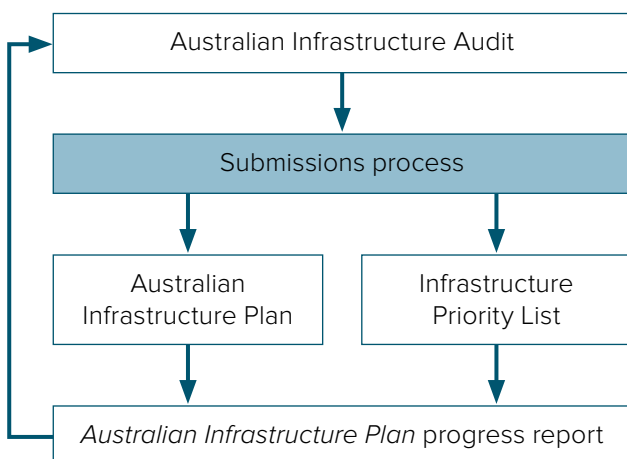 Australian Infrastructure Audit
Submissions process
Australian
Infrastructure Plan
Infrastructure
Priority List
Australian Infrastructure Plan progress report